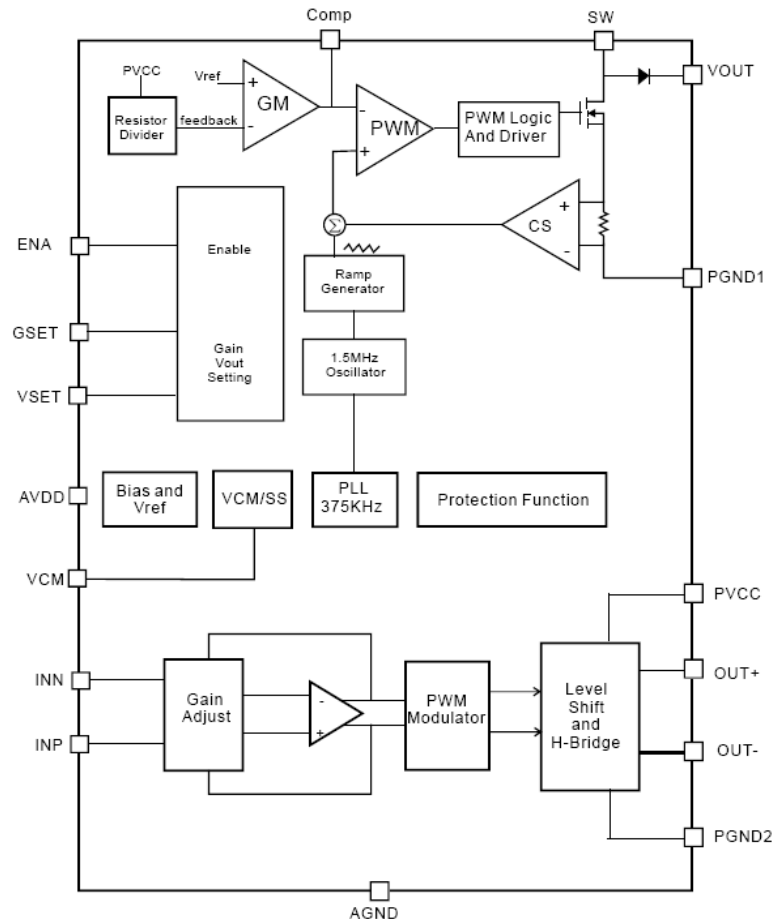 Comp
SW
PVCC
Vref
+
GM
-
feedback
Resistor
Divider
-
PWM
+
PWM Logic
And Driver
VOUT
Σ
CS
+
-
PGND1
ENA
Enable
Ramp
Generator
GSET
Gain
Vout
Setting
VSET
1.5MHz
Oscillator
AVDD
Bias and
Vref
VCM/SS
PLL
375KHz
Protection Function
VCM
PVCC
INN
INP
Gain
Adjust
-
+
PWM
Modulator
Level
Shift
and
H-Bridge
OUT+
OUT-
PGND2
AGND